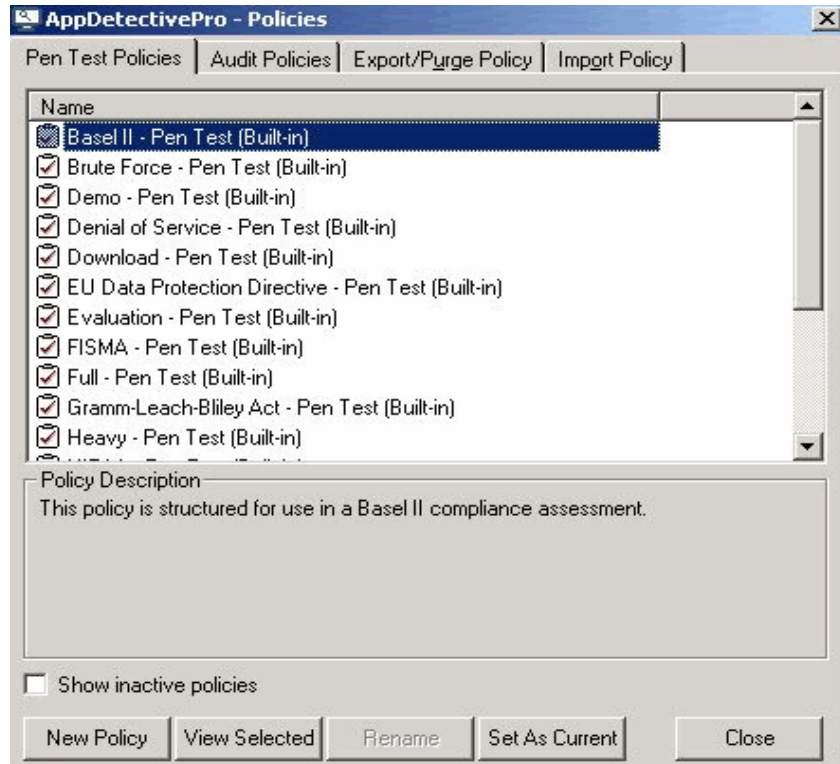 AppDetectivePro - Policies
Pen Test Policies Audit Policies Export/Purge Policy Import Policy
Name
Basel II - Pen Test (Built-in)
Brute Force - Pen Test (Built-in)
Demo - Pen Test (Built-in)
Denial of Service - Pen Test (Built-in)
Download - Pen Test (Built-in)
EU Data Protection Directive - Pen Test (Built-in)
Evaluation - Pen Test (Built-in)
FISMA - Pen Test (Built-in)
Full - Pen Test (Built-in)
Gramm-Leach-Bliley Act - Pen Test (Built-in)
Heavy - Pen Test (Built-in)
Policy Description
This policy is structured for use in a Basel II compliance assessment.
Show inactive policies
New Policy View Selected Rename Set As Current Close